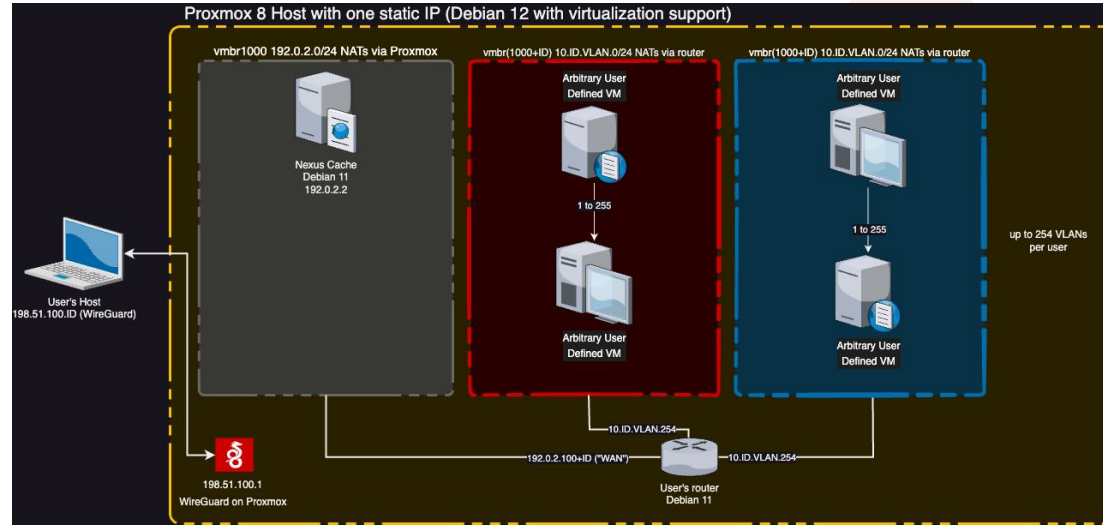 Proxmox 8 Host with one static IP (Debian 12 with virtualization support)
vmbr1000 192.0.2.0/24 NATs via Proxmox
Nexus Cache
Debian 11
192.0.2.2
vmbr(1000+ID) 10.ID.VLAN.0/24 NATs via router
Arbitrary User
Defined VM
1 to 255
Arbitrary User
Defined VM
vmbr(1000+ID) 10.ID.VLAN.0/24 NATs via router
Arbitrary User
Defined VM
1 to 255
Arbitrary User
Defined VM
up to 254 VLANs
per user
User's Host
198.51.100.ID (WireGuard)
10.ID.VLAN.254
192.0.2.100+ID ("WAN")
10.ID.VLAN.254
User's router
Debian 11
198.51.100.1
WireGuard on Proxmox